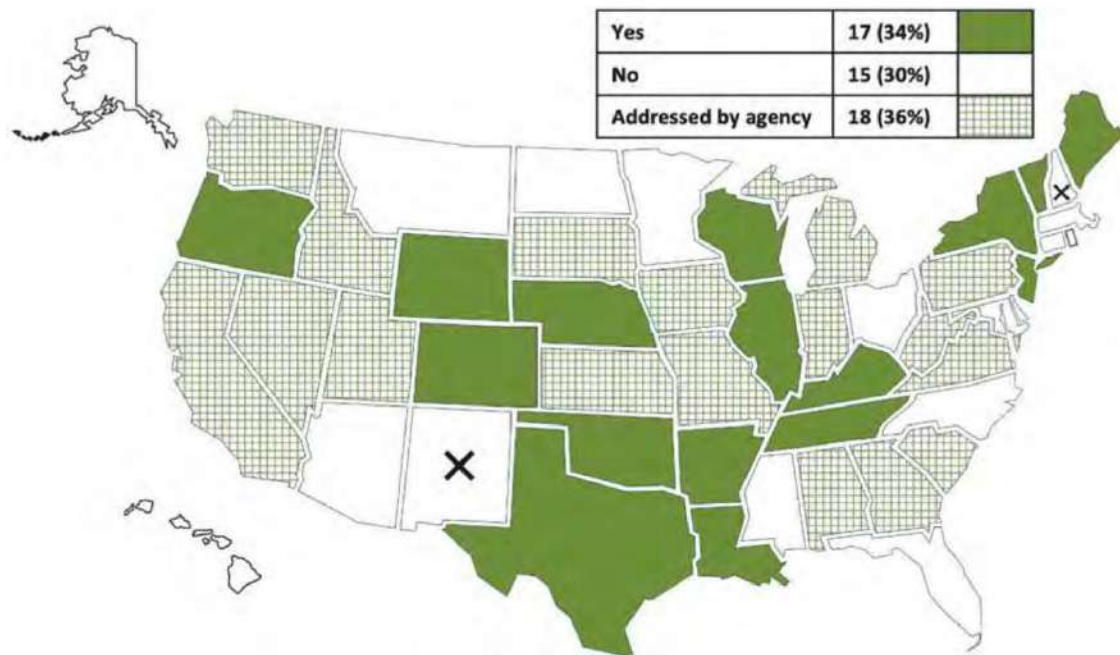 Yes 17 (34%)
No 15 (30%)
Addressed by agency 18 (36%)
X
X